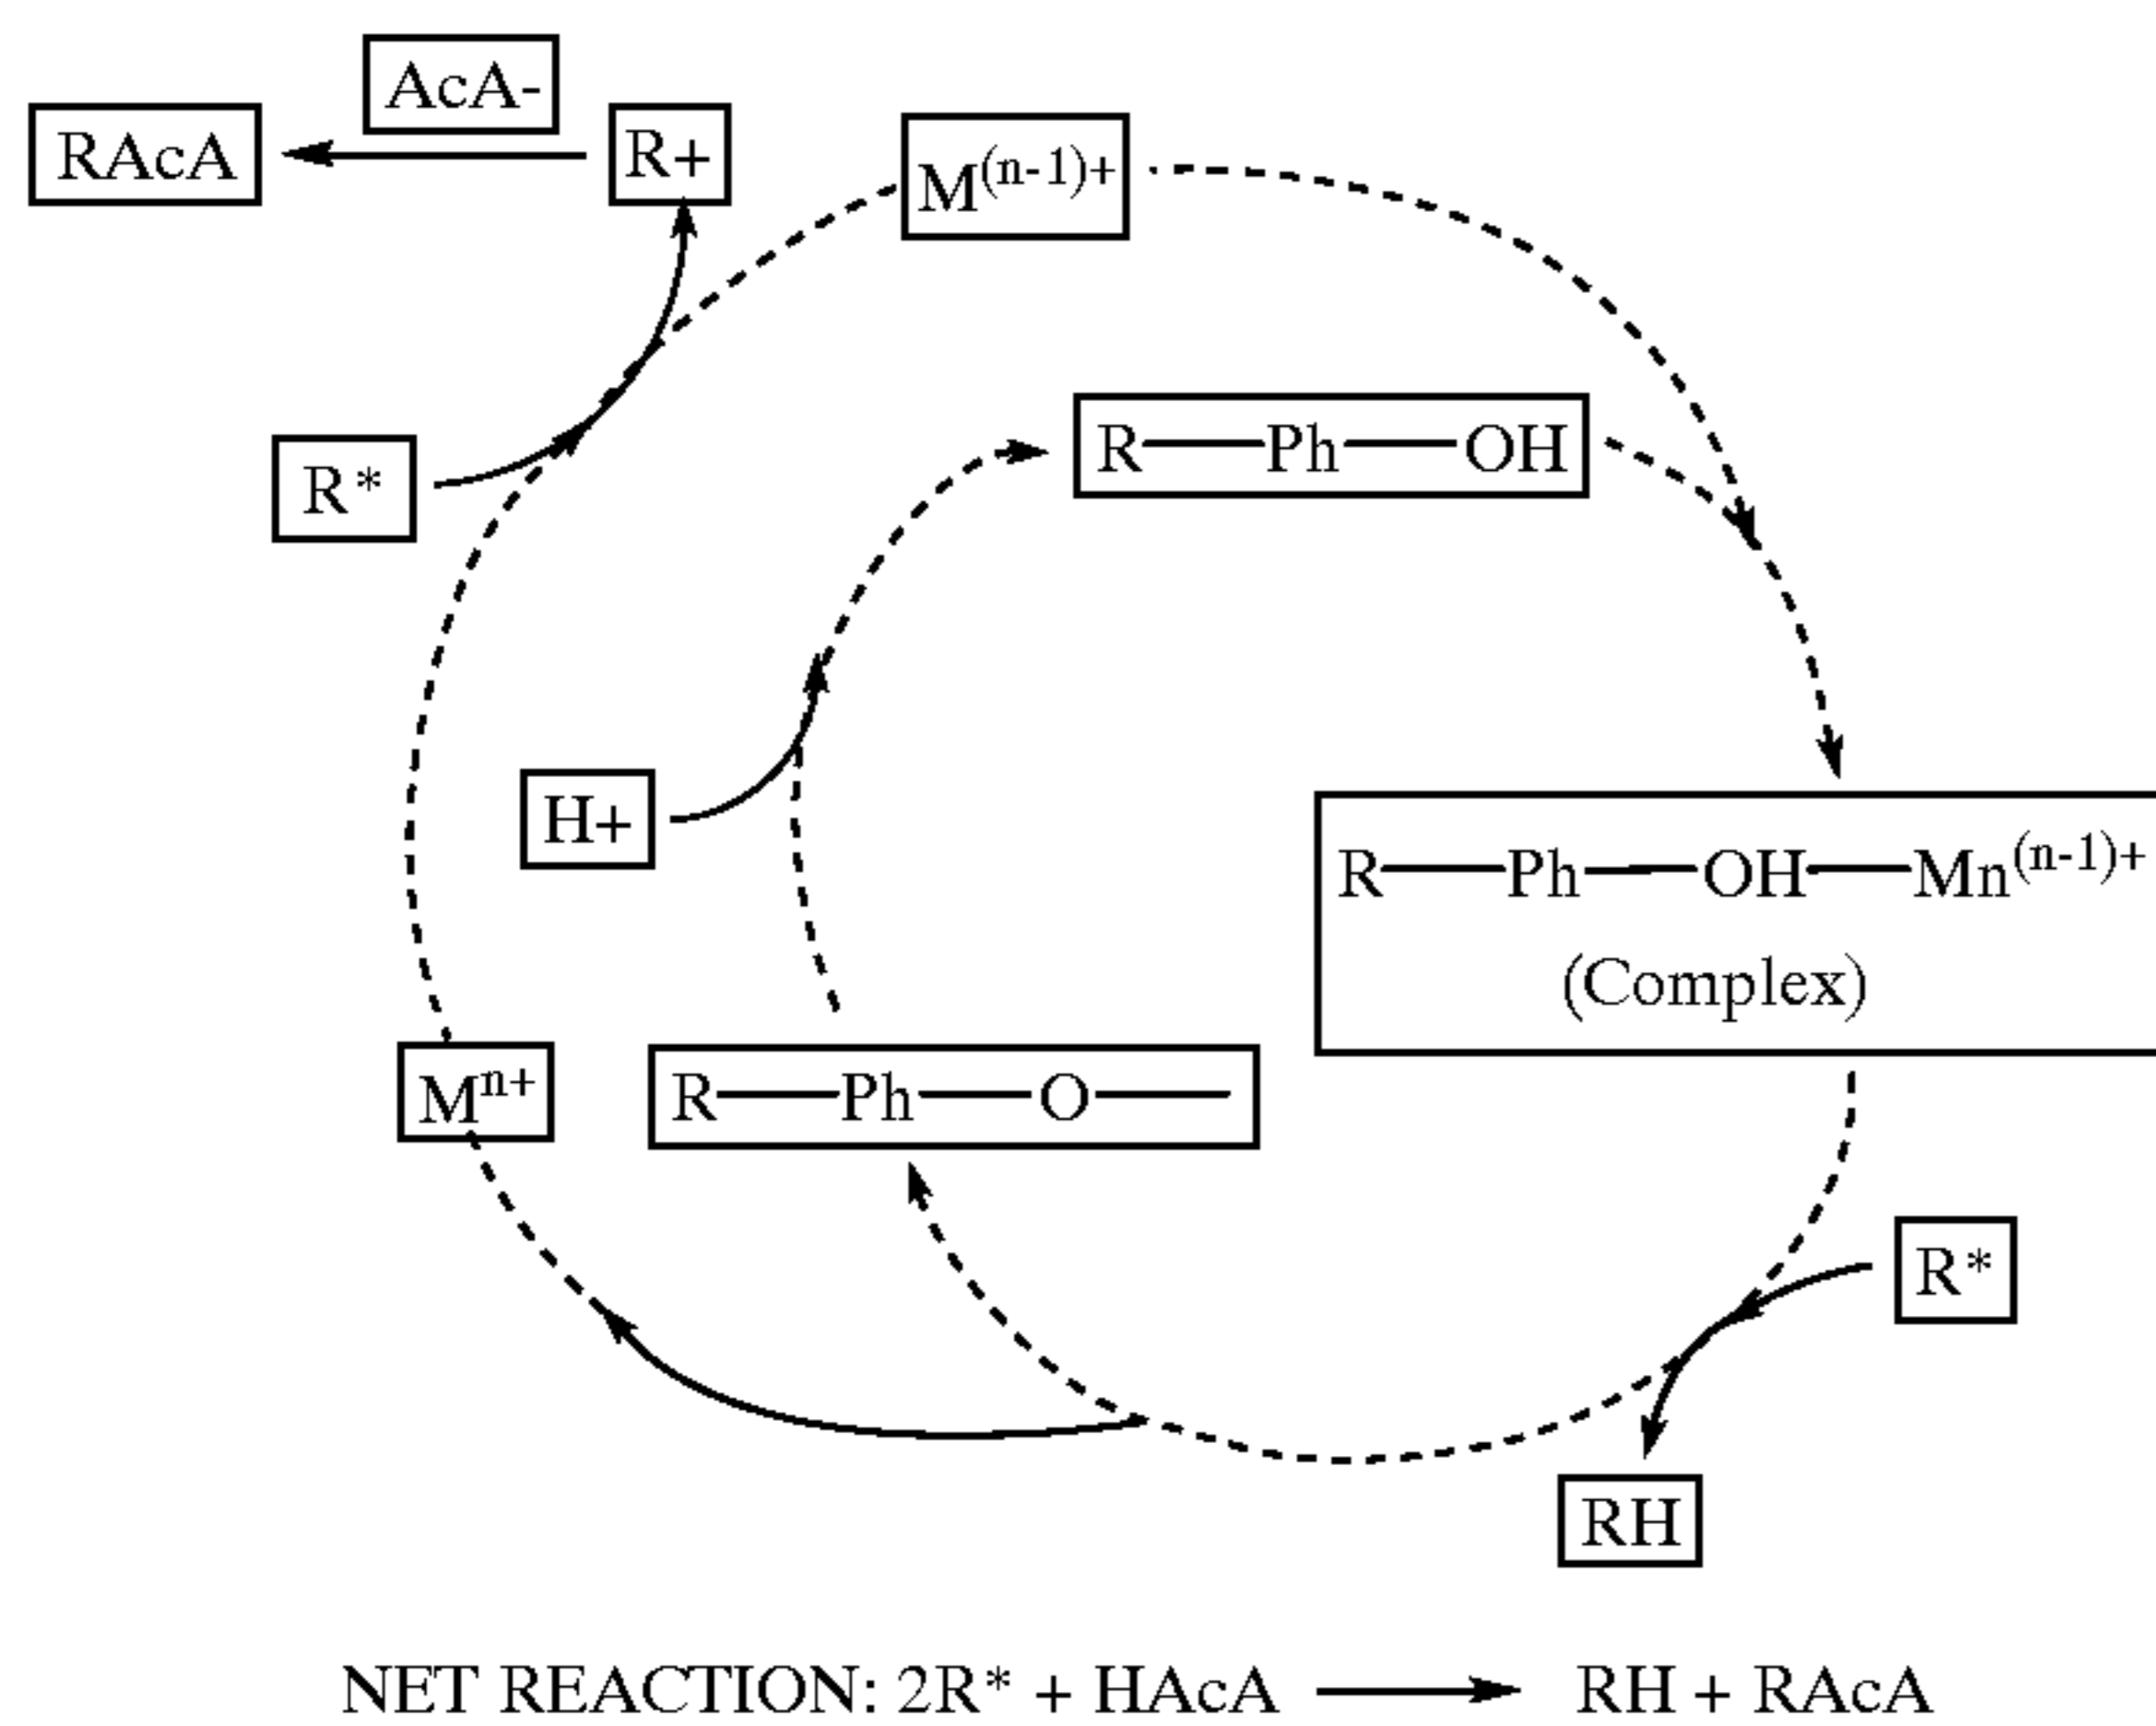 AcA-
RAcA
R+
M(n-1)+
R—Ph—OH
R*
H+
R—Ph—OH—Mn(n-1)+
(Complex)
Mn+
R—Ph—O—
R*
RH
NET REACTION: 2R* + HAcA → RH + RAcA